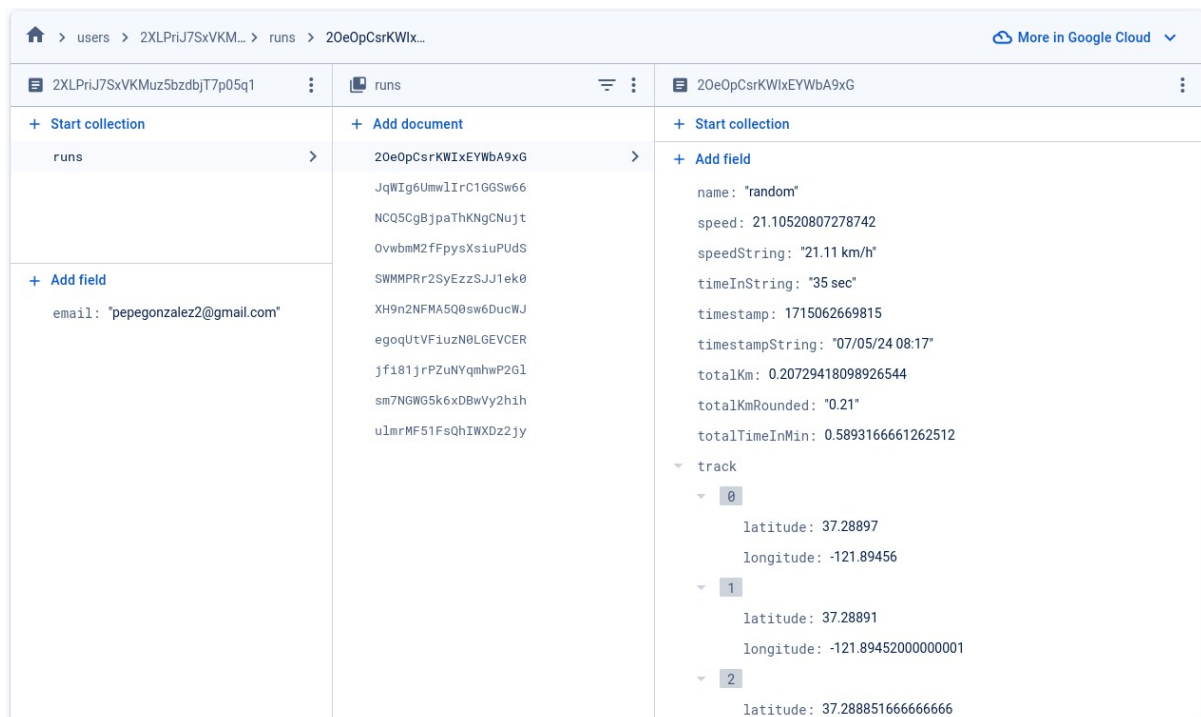 users 2XLPriJ7SxVKM... runs 2OeOpCsrKWIx...
More in Google Cloud
2XLPriJ7SxVKMuz5bzdbjT7p05q1
Start collection
runs
Add field
email: "pepegonzalez2@gmail.com"
runs
Add document
2OeOpCsrKWIxEYWbA9xG
JqWIg6UmwlIrC1GGSw66
NCQ5CgBjpaThKNgCNujt
OvwbmM2fFpysXsiuPUdS
SWMMPRr2SyEzzSJJ1ek0
XH9n2NFMA5Q0sw6DucWJ
egoqUtVFiuzN0LGEVCER
jfi81jrPZuNYqmhwP2Gl
sm7NGWG5k6xDBwVy2hih
ulmrMF51FsQhIWXDz2jy
2OeOpCsrKWIxEYWbA9xG
Start collection
Add field
name: "random"
speed: 21.10520807278742
speedString: "21.11 km/h"
timeInString: "35 sec"
timestamp: 1715062669815
timestampString: "07/05/24 08:17"
totalKm: 0.20729418098926544
totalKmRounded: "0.21"
totalTimeInMin: 0.5893166661262512
track
0
latitude: 37.28897
longitude: -121.89456
1
latitude: 37.28891
longitude: -121.89452000000001
2
latitude: 37.288851666666666